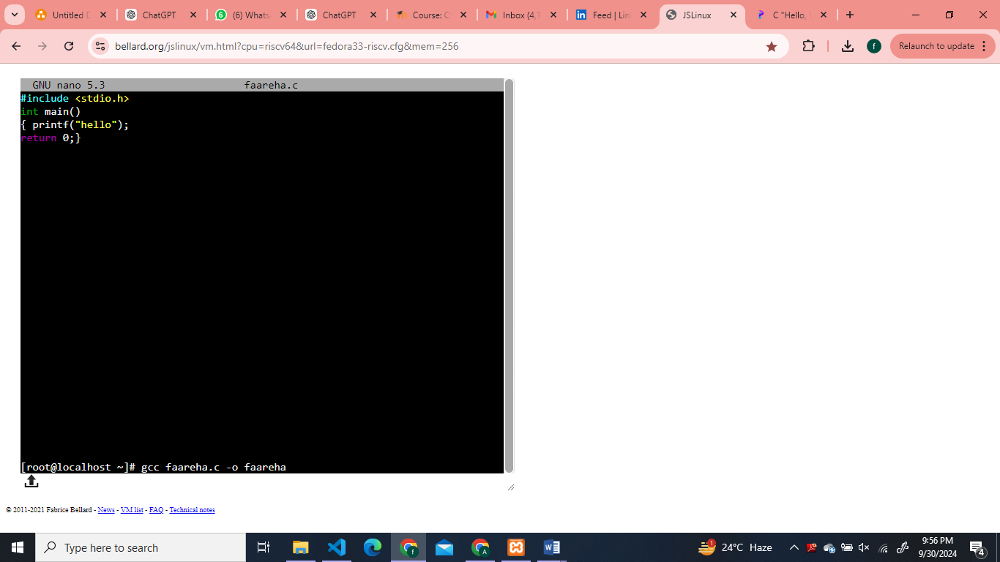 Untitled D
ChatGPT
(6) Whats
ChatGPT
Course: C
Inbox (4,1
Feed | Lin
JSLinux
C "Hello, W
bellard.org/jslinux/vm.html?cpu=riscv64&url=fedora33-riscv.cfg&mem=256
f
Relaunch to update
GNU nano 5.3 faareha.c
#include <stdio.h>
int main()
{ printf("hello");
return 0;}
[root@localhost ~]# gcc faareha.c -o faareha
© 2011-2021 Fabrice Bellard - News - VM list - FAQ - Technical notes
Type here to search
24°C Haze
9:56 PM
9/30/2024